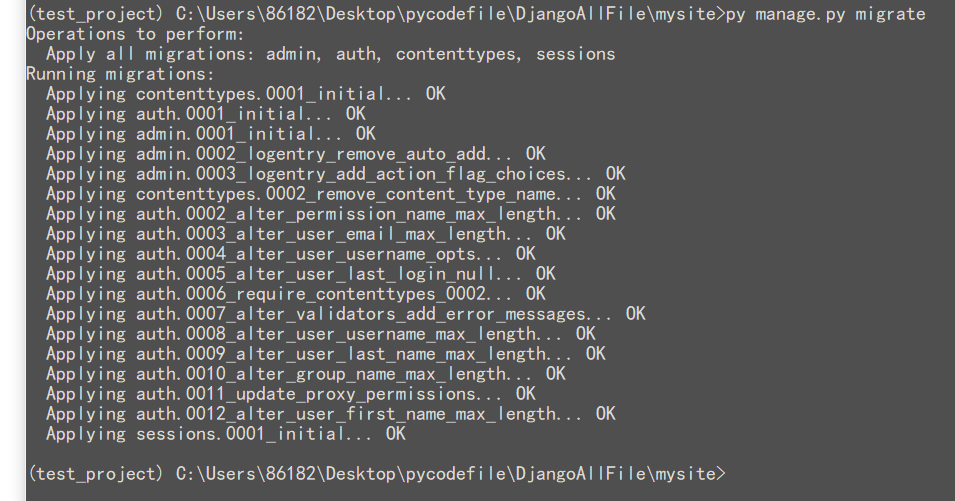 (test_project) C:\Users\86182\Desktop\pycodefile\DjangoAllFile\mysite>py manage.py migrate
Operations to perform:
  Apply all migrations: admin, auth, contenttypes, sessions
Running migrations:
  Applying contenttypes.0001_initial... OK
  Applying auth.0001_initial... OK
  Applying admin.0001_initial... OK
  Applying admin.0002_logentry_remove_auto_add... OK
  Applying admin.0003_logentry_add_action_flag_choices... OK
  Applying contenttypes.0002_remove_content_type_name... OK
  Applying auth.0002_alter_permission_name_max_length... OK
  Applying auth.0003_alter_user_email_max_length... OK
  Applying auth.0004_alter_user_username_opts... OK
  Applying auth.0005_alter_user_last_login_null... OK
  Applying auth.0006_require_contenttypes_0002... OK
  Applying auth.0007_alter_validators_add_error_messages... OK
  Applying auth.0008_alter_user_username_max_length... OK
  Applying auth.0009_alter_user_last_name_max_length... OK
  Applying auth.0010_alter_group_name_max_length... OK
  Applying auth.0011_update_proxy_permissions... OK
  Applying auth.0012_alter_user_first_name_max_length... OK
  Applying sessions.0001_initial... OK
(test_project) C:\Users\86182\Desktop\pycodefile\DjangoAllFile\mysite>